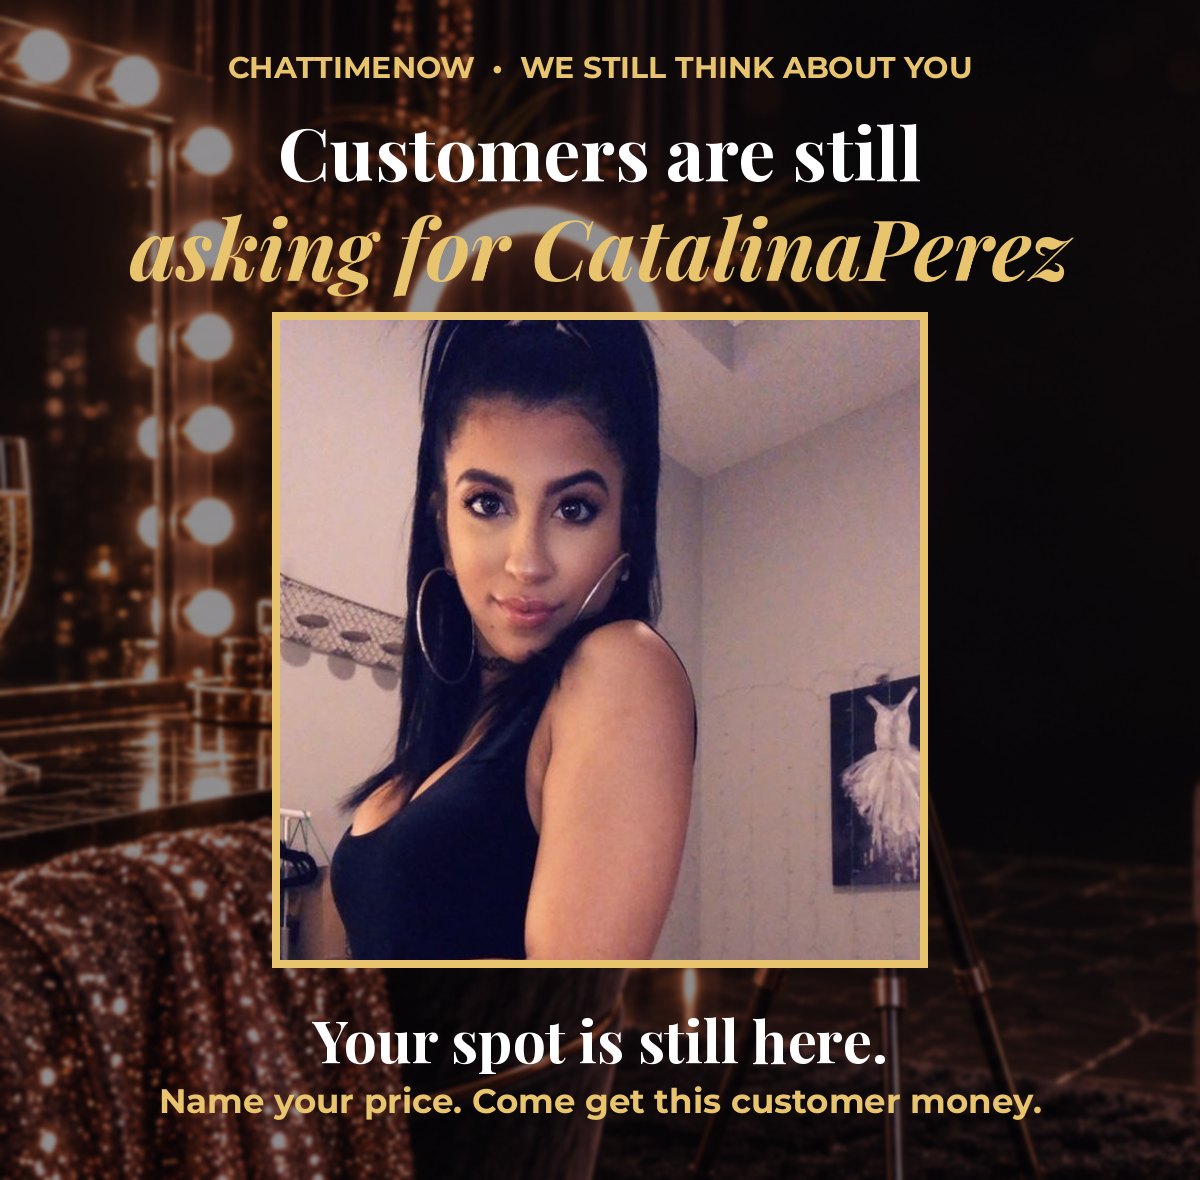 CHATTIMENOW • WE STILL THINK ABOUT YOU
Customers are still
asking for CatalinaPerez
Your spot is still here.
Name your price. Come get this customer money.